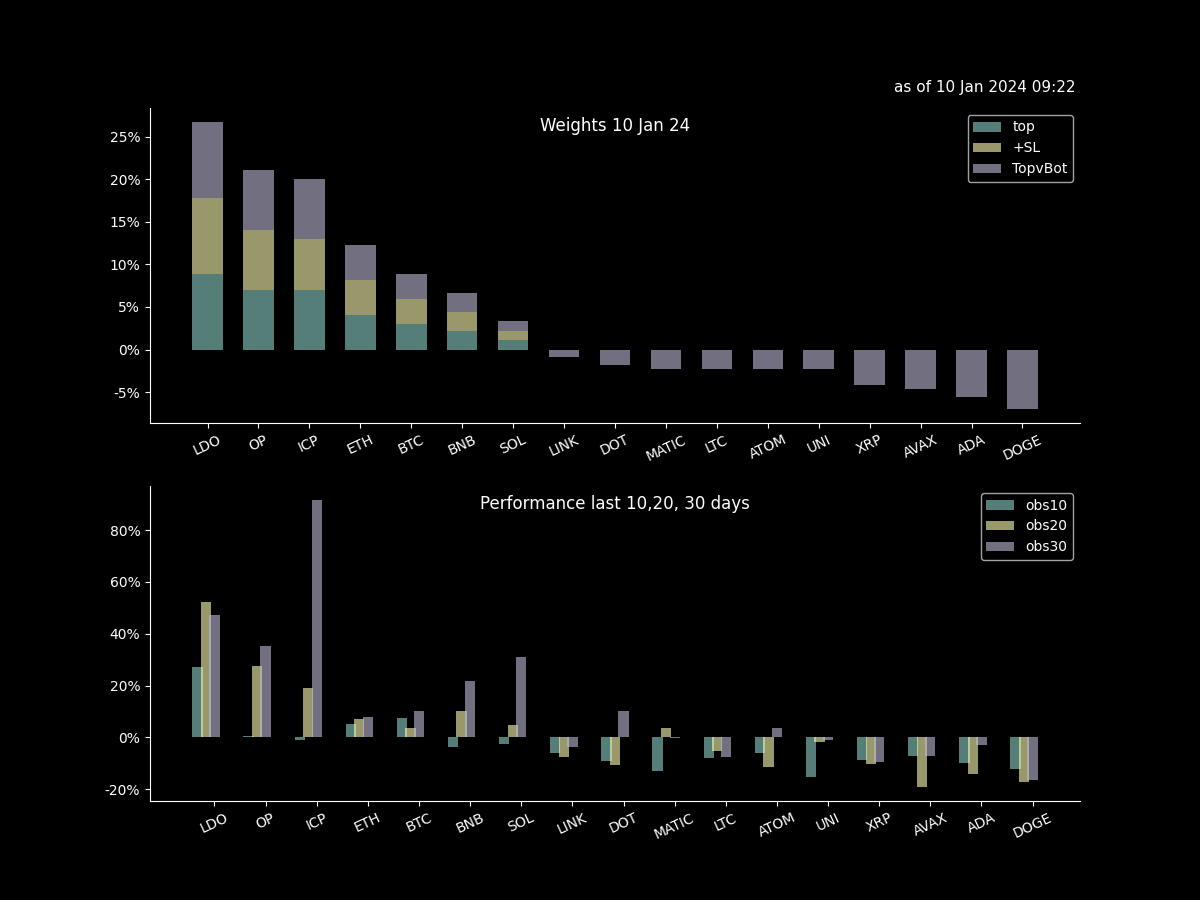 as of 10 Jan 2024 09:22
Weights 10 Jan 24
top
+SL
TopvBot
25%
20%
15%
10%
5%
0%
-5%
LDO OP ICP ETH BTC BNB SOL LINK DOT MATIC LTC ATOM UNI XRP AVAX ADA DOGE
Performance last 10,20, 30 days
obs10
obs20
obs30
80%
60%
40%
20%
0%
-20%
LDO OP ICP ETH BTC BNB SOL LINK DOT MATIC LTC ATOM UNI XRP AVAX ADA DOGE